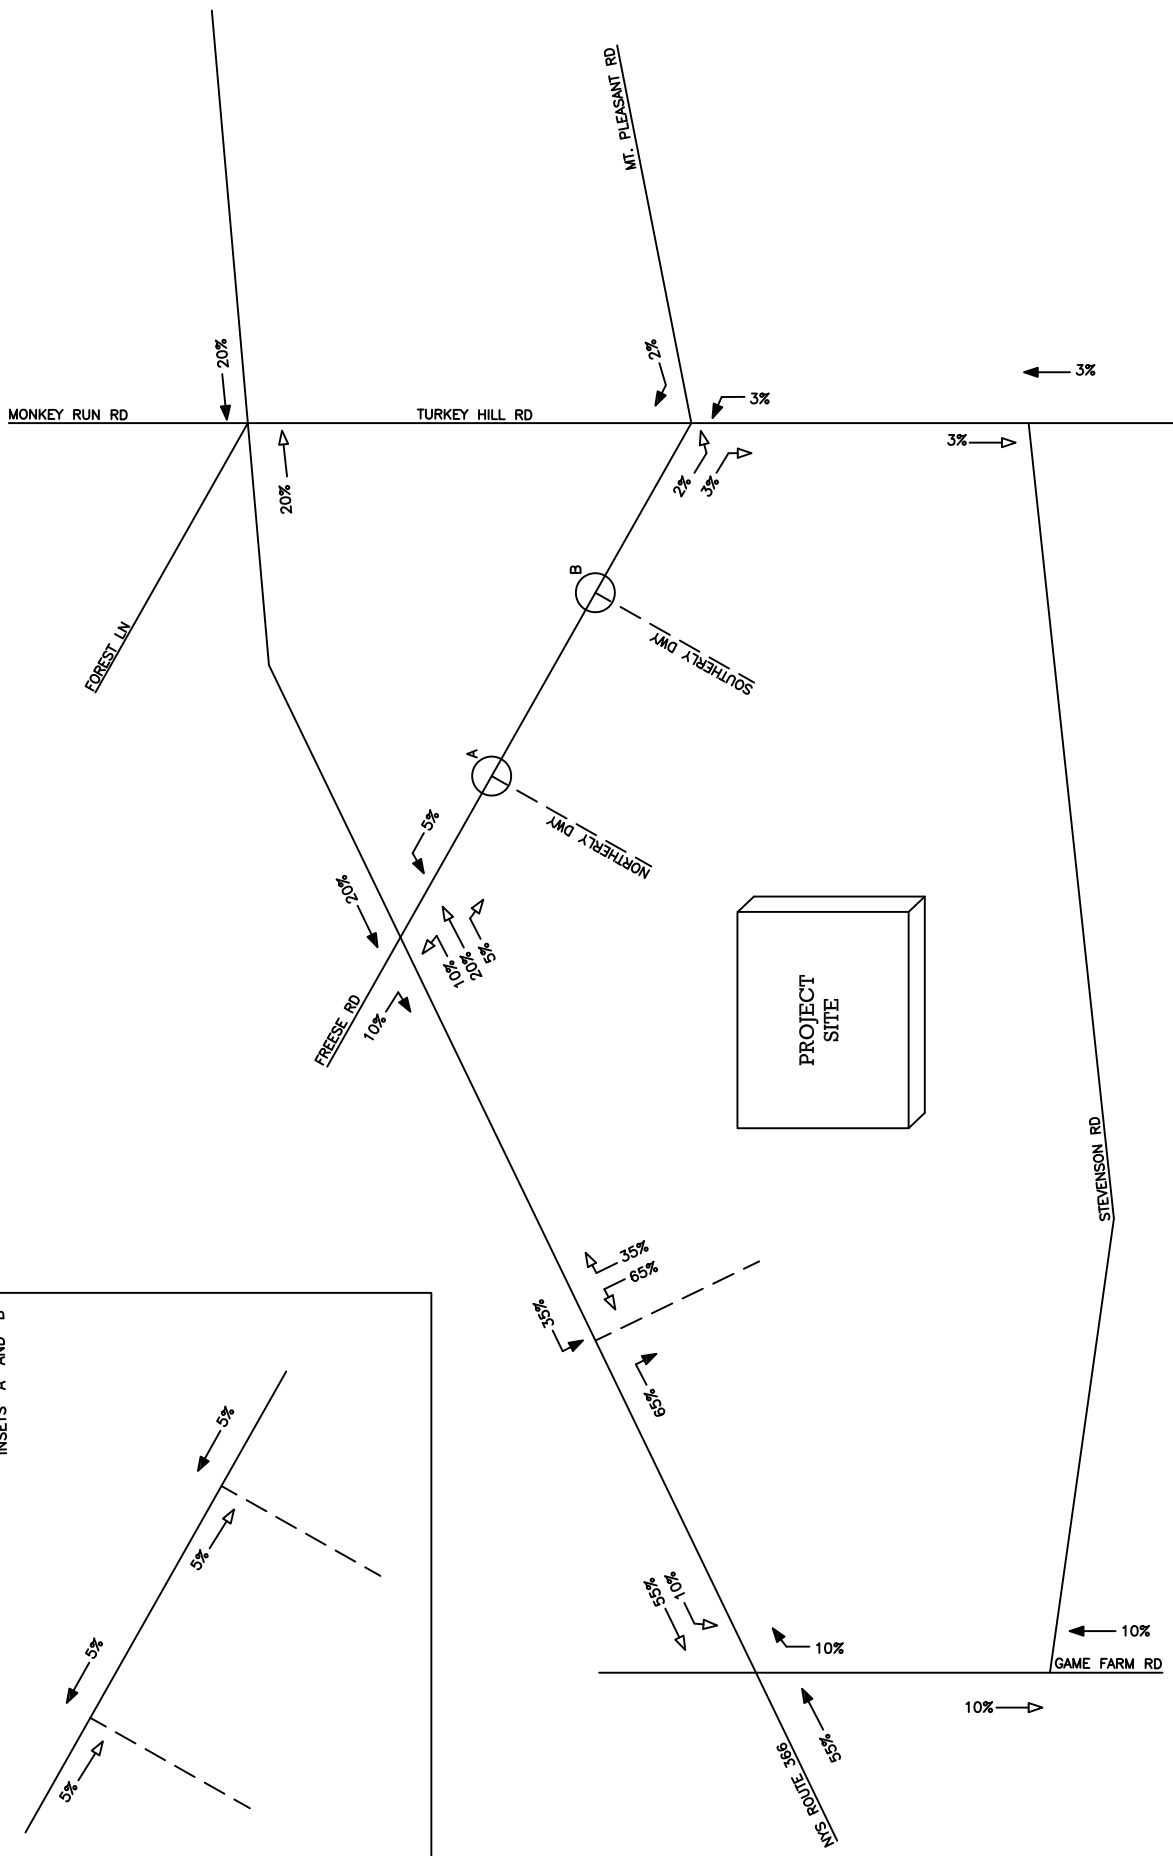 MT. PLEASANT RD
20%
2%
3%
MONKEY RUN RD
TURKEY HILL RD
3%
3%
20%
2%
3%
B
FOREST LN
SOUTHERLY DWY
A
5%
NORTHERLY DWY
20%
10%
20%
5%
FREESE RD
10%
PROJECT
SITE
STEVENSON RD
35%
65%
35%
65%
5%
5%
5%
5%
55%
10%
10%
10%
GAME FARM RD
10%
55%
NYS ROUTE 366